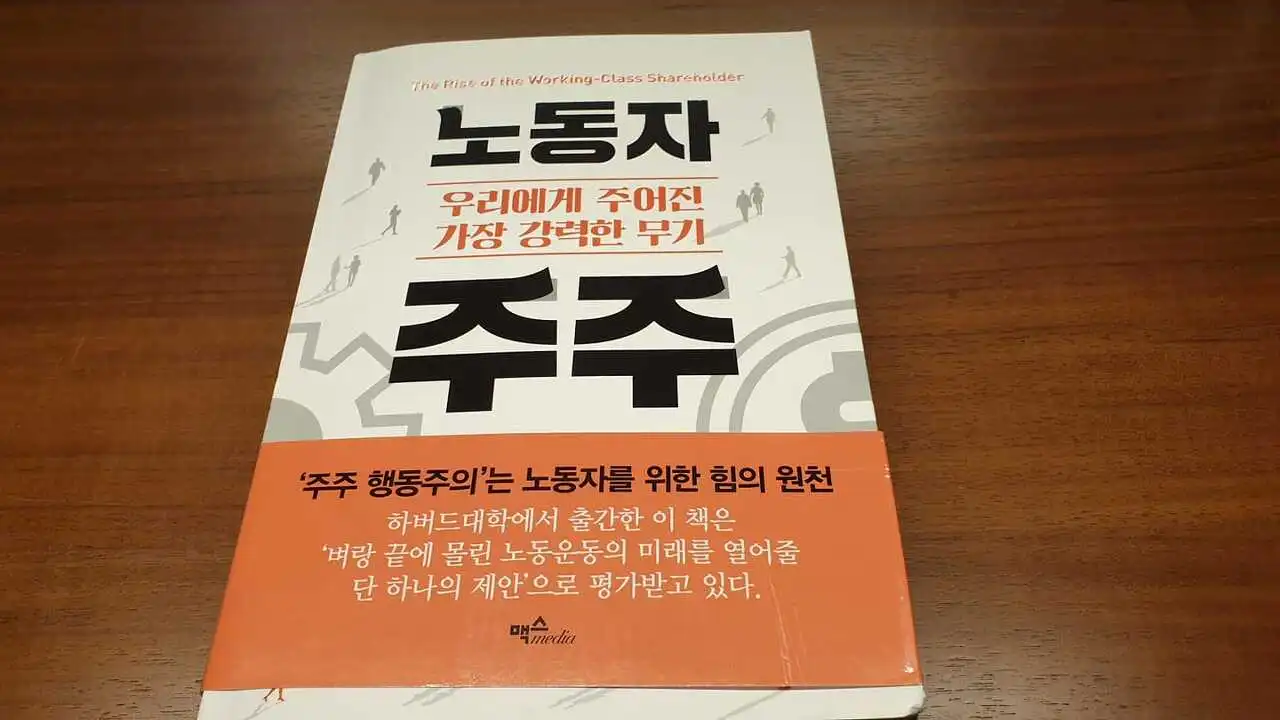 The Rise of the Working-Class Shareholder
노동자
우리에게 주어진
가장 강력한 무기
주주
‘주주 행동주의’는 노동자를 위한 힘의 원천
하버드대학에서 출간한 이 책은
‘벼랑 끝에 몰린 노동운동의 미래를 열어줄
단 하나의 제안’으로 평가받고 있다.
맥스media